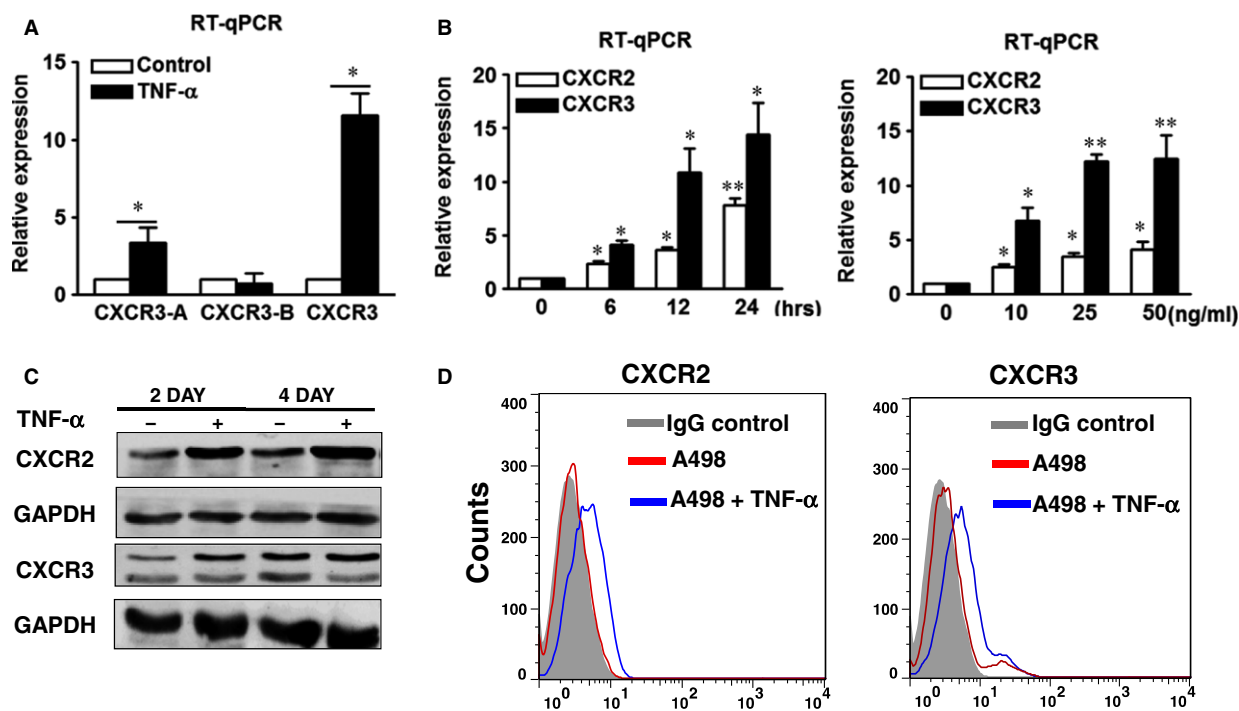 A
RT-qPCR
Relative expression
15
10
5
0
Control
TNF-α
*
*
CXCR3-A CXCR3-B CXCR3
B
RT-qPCR
Relative expression
20
15
10
5
0
CXCR2
CXCR3
* * * * ** *
0 6 12 24 (hrs)
RT-qPCR
Relative expression
20
15
10
5
0
CXCR2
CXCR3
* * * ** * **
0 10 25 50(ng/ml)
C
2 DAY 4 DAY
TNF-α − + − +
CXCR2
GAPDH
CXCR3
GAPDH
D
CXCR2
Counts
400
300
200
100
0
IgG control
A498
A498 + TNF-α
10⁰ 10¹ 10² 10³ 10⁴
CXCR3
400
300
200
100
0
IgG control
A498
A498 + TNF-α
10⁰ 10¹ 10² 10³ 10⁴